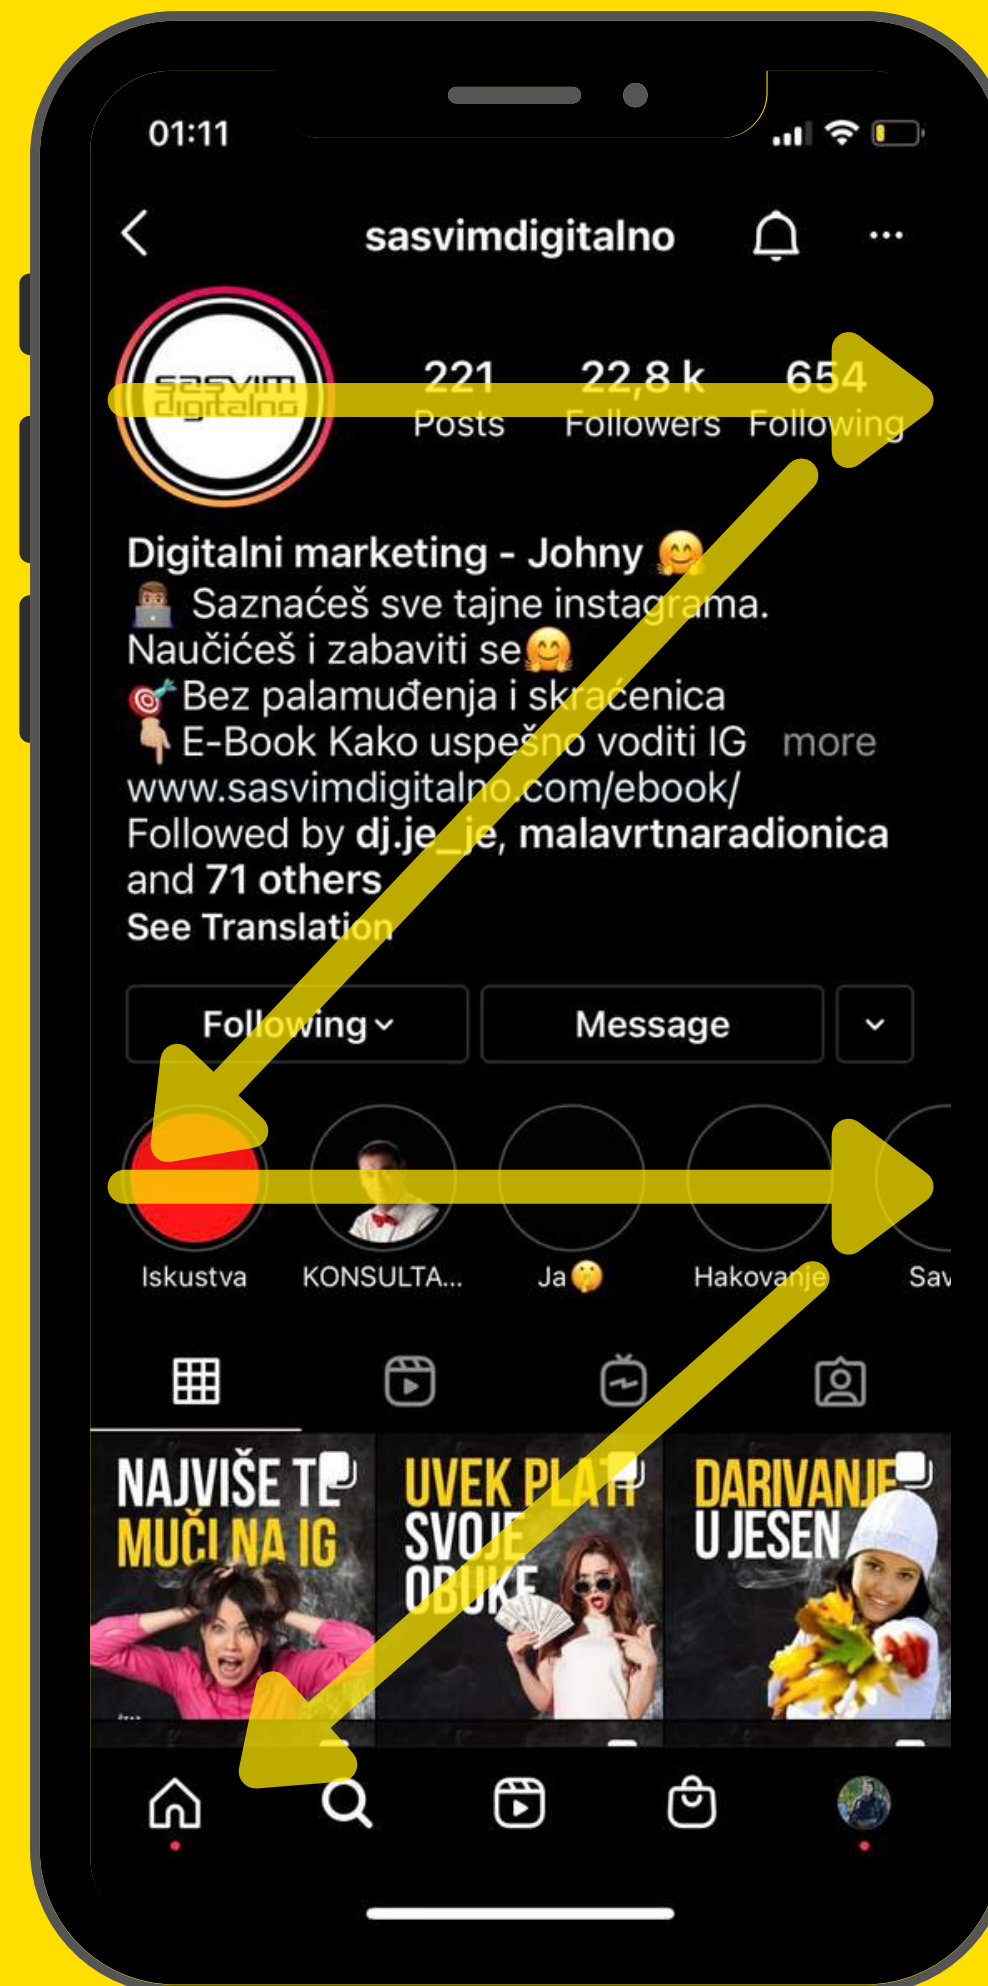 01:11
sasvimdigitalno
sasvim
digitalno
221
Posts
22,8 k
Followers
654
Following
Digitalni marketing - Johny 🤗
👨🏽‍💻 Saznaćeš sve tajne instagrama.
Naučićeš i zabaviti se🤗
🎯Bez palamuđenja i skraćenica
👇🏼E-Book Kako uspešno voditi IG more
www.sasvimdigitalno.com/ebook/
Followed by dj.je_je, malavrtnaradionica
and 71 others
See Translation
Following
Message
Iskustva
KONSULTA...
Ja🤫
Hakovanje
Sav
NAJVIŠE TE
MUČI NA IG
UVEK PLATI
SVOJE
OBUKE
DARIVANJE
U JESEN